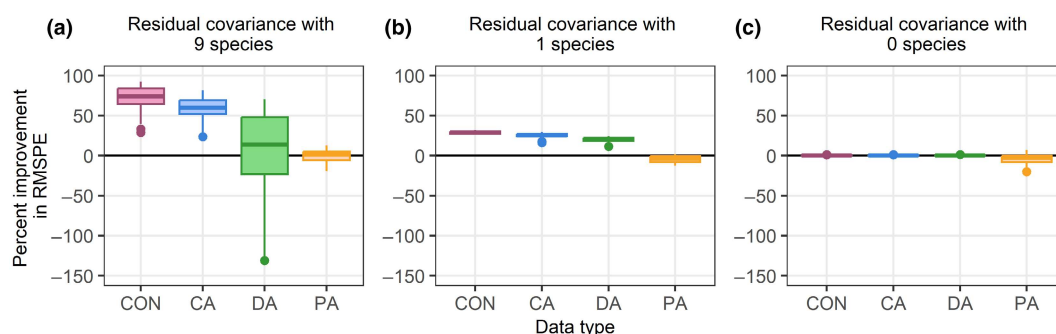 (a) Residual covariance with
9 species
(b) Residual covariance with
1 species
(c) Residual covariance with
0 species
Percent improvement
in RMSPE
100
50
0
−50
−100
−150
CON CA DA PA
100
50
0
−50
−100
−150
CON CA DA PA
100
50
0
−50
−100
−150
CON CA DA PA
Data type